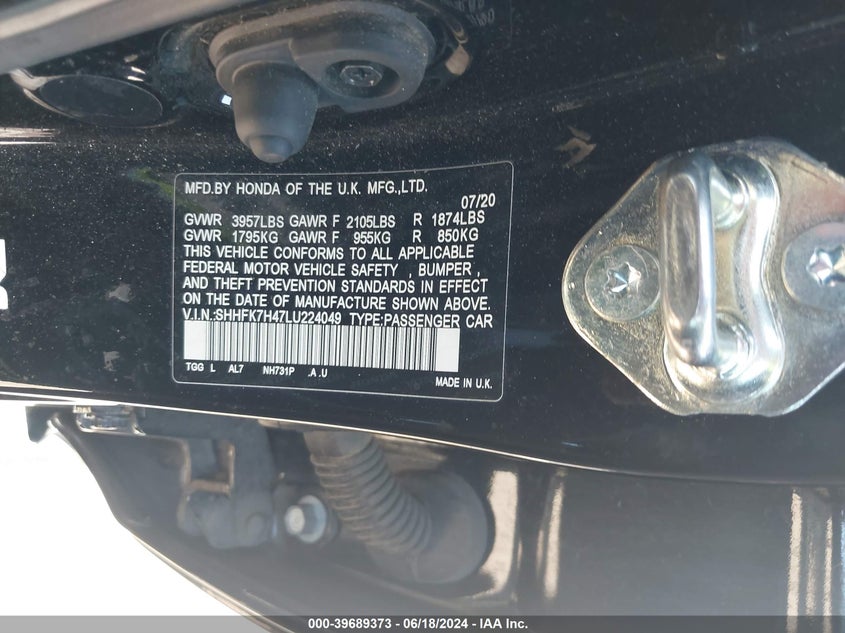 MFD.BY HONDA OF THE U.K. MFG.,LTD.
07/20
GVWR 3957LBS GAWR F 2105LBS R 1874LBS
GVWR 1795KG GAWR F 955KG R 850KG
THIS VEHICLE CONFORMS TO ALL APPLICABLE
FEDERAL MOTOR VEHICLE SAFETY , BUMPER ,
AND THEFT PREVENTION STANDARDS IN EFFECT
ON THE DATE OF MANUFACTURE SHOWN ABOVE.
V.I.N.:SHHFK7H47LU224049 TYPE:PASSENGER CAR
TGG L AL7 NH731P .A .U
MADE IN U.K.
000-39689373 - 06/18/2024 - IAA Inc.